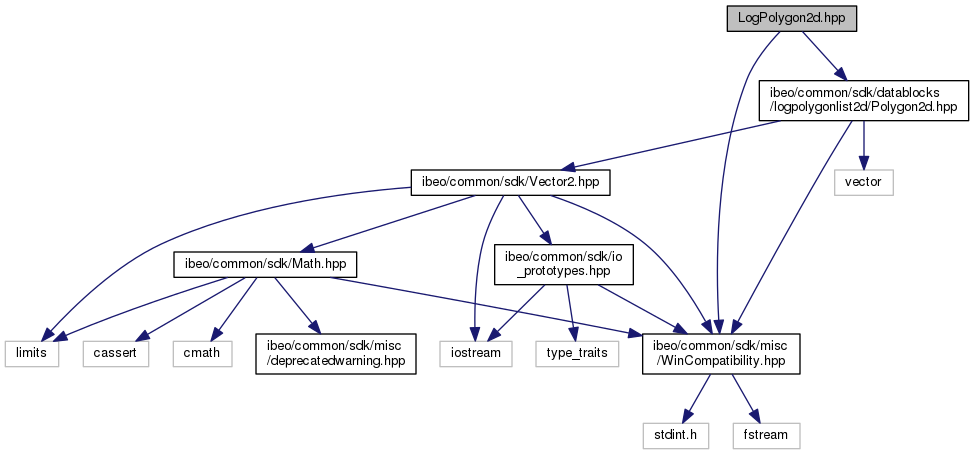 LogPolygon2d.hpp
ibeo/common/sdk/datablocks
/logpolygonlist2d/Polygon2d.hpp
ibeo/common/sdk/Vector2.hpp
vector
ibeo/common/sdk/Math.hpp
ibeo/common/sdk/io
_prototypes.hpp
limits
cassert
cmath
ibeo/common/sdk/misc
/deprecatedwarning.hpp
iostream
type_traits
ibeo/common/sdk/misc
/WinCompatibility.hpp
stdint.h
fstream